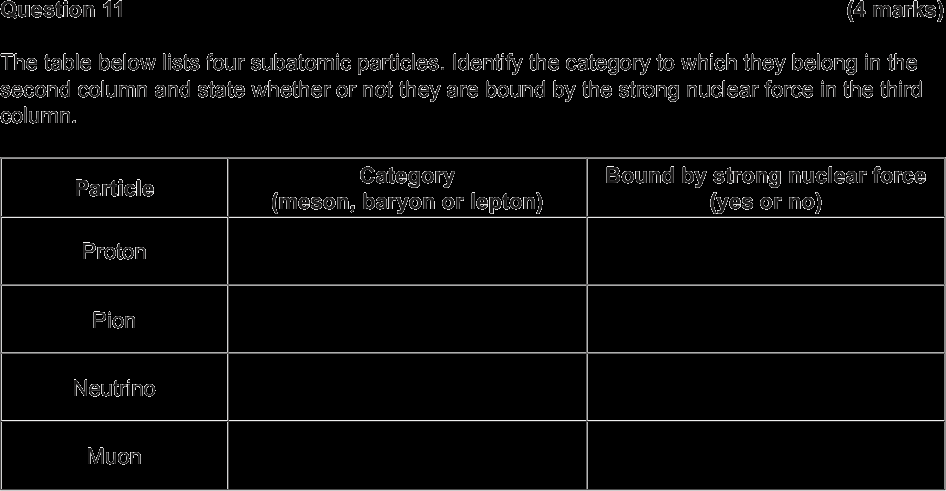 Question 11 (4 marks)
The table below lists four subatomic particles. Identify the category to which they belong in the
second column and state whether or not they are bound by the strong nuclear force in the third
column.
Particle Category Bound by strong nuclear force
(meson, baryon or lepton) (yes or no)
Proton
Pion
Neutrino
Muon